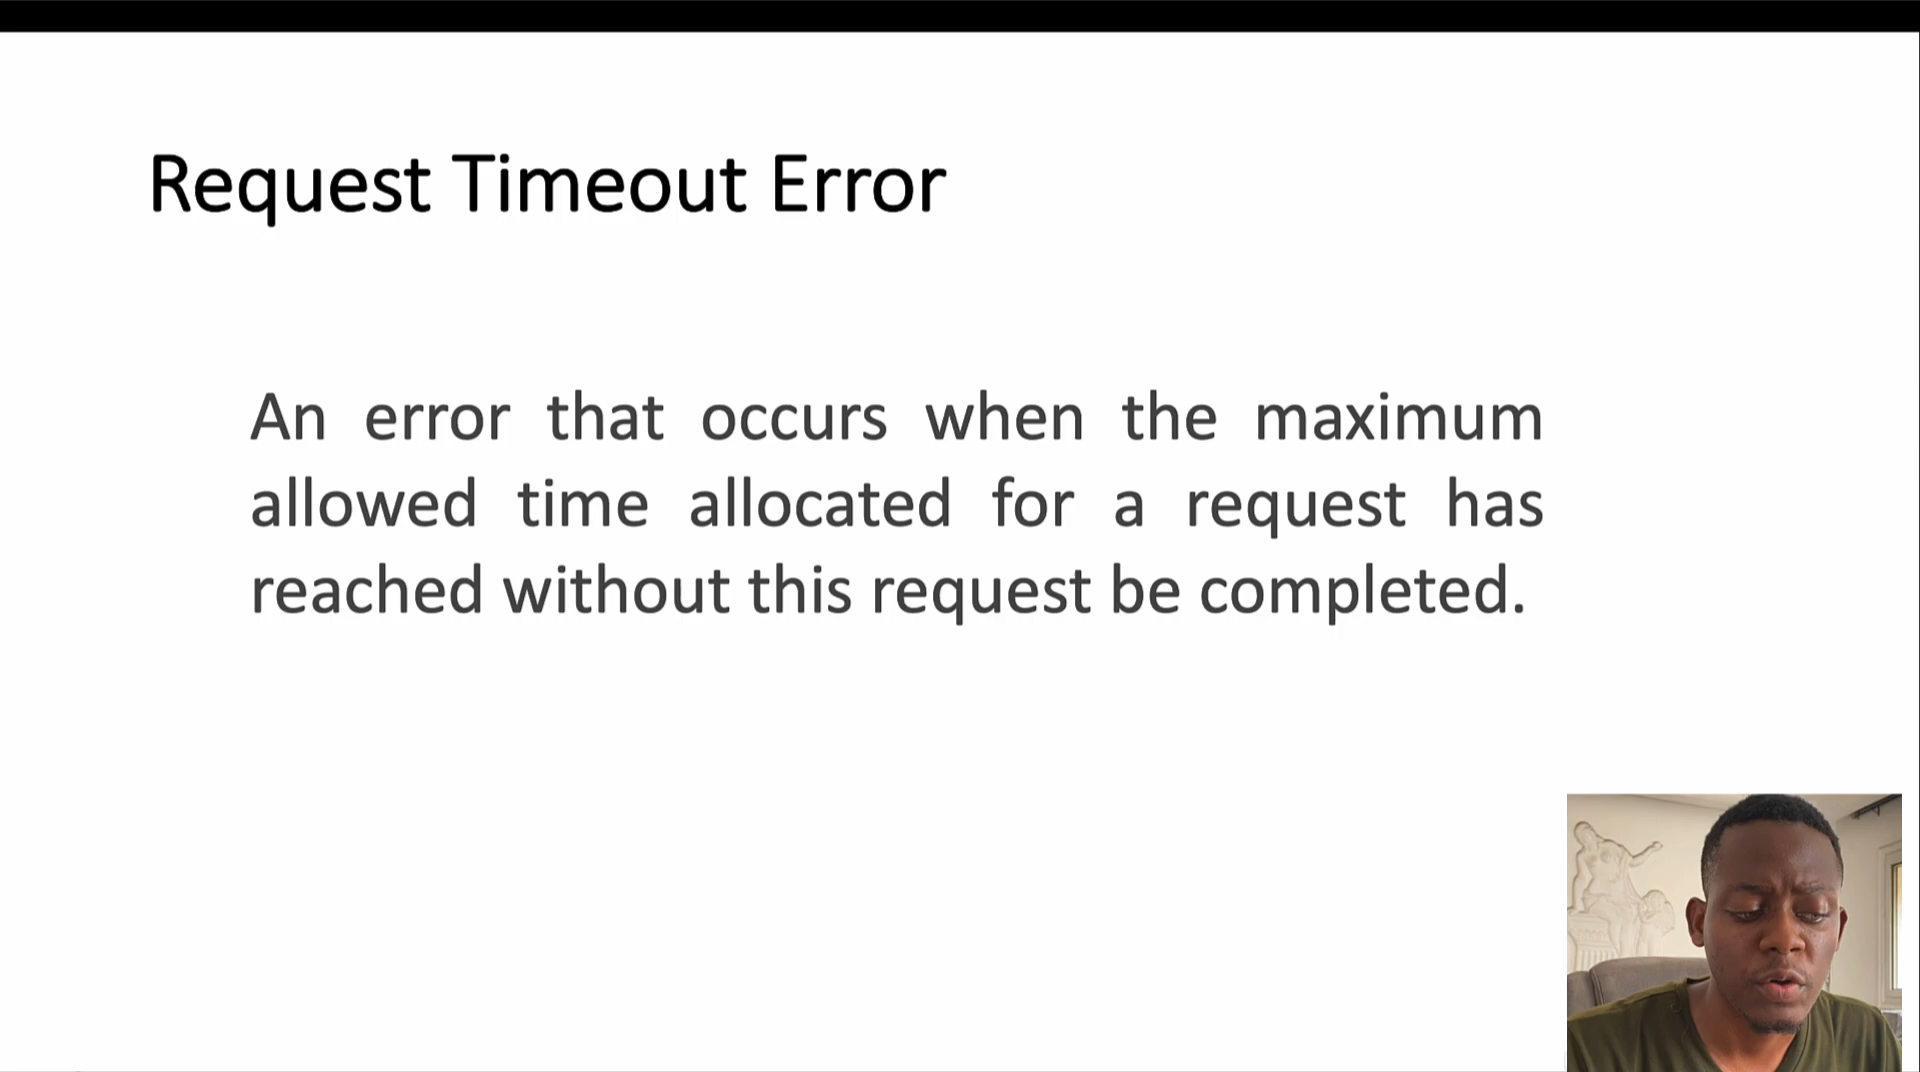 Request Timeout Error
An error that occurs when the maximum
allowed time allocated for a request has
reached without this request be completed.